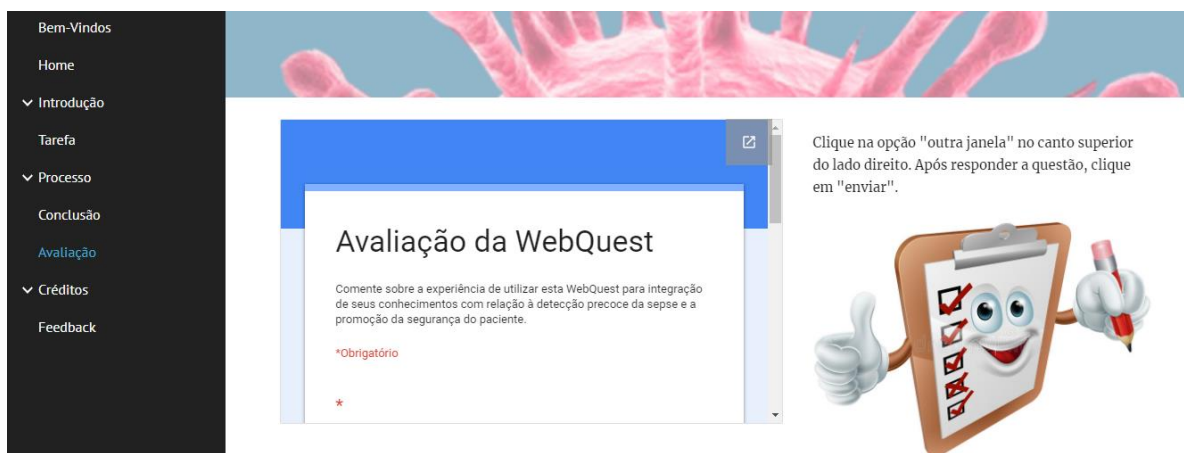 Bem-Vindos
Home
Introdução
Tarefa
Processo
Conclusão
Avaliação
Créditos
Feedback
Avaliação da WebQuest
Comente sobre a experiência de utilizar esta WebQuest para integração
de seus conhecimentos com relação à detecção precoce da sepse e a
promoção da segurança do paciente.
*Obrigatório
*
Clique na opção "outra janela" no canto superior
do lado direito. Após responder a questão, clique
em "enviar".